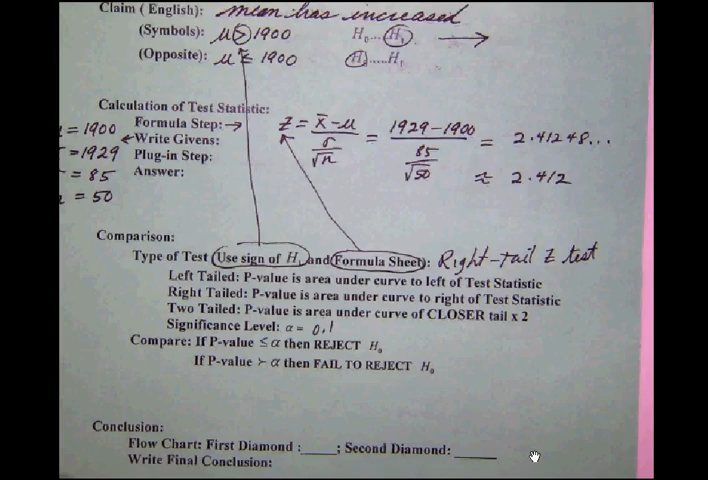 Claim ( English): mean has increased
(Symbols): μ > 1900 H₀....H₁
(Opposite): μ ≤ 1900 H₀.....H₁
Calculation of Test Statistic:
Formula Step:→ z = x̄ - μ / σ/√n = 1929 - 1900 / 85/√50 = 2.41248...
= 1900 ←Write Givens:
= 1929 Plug-in Step: ≈ 2.412
= 85 Answer:
= 50
Comparison:
Type of Test (Use sign of H₁ and Formula Sheet): Right-tail z test
Left Tailed: P-value is area under curve to left of Test Statistic
Right Tailed: P-value is area under curve to right of Test Statistic
Two Tailed: P-value is area under curve of CLOSER tail x 2
Significance Level: α = 0.1
Compare: If P-value ≤ α then REJECT H₀
If P-value > α then FAIL TO REJECT H₀
Conclusion:
Flow Chart: First Diamond :_____; Second Diamond: ______
Write Final Conclusion: